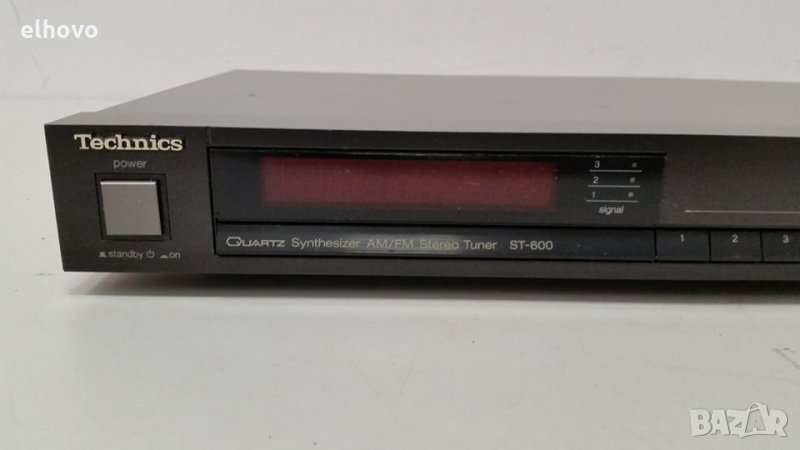 elhovo
Technics
power
standby on
3
2
1
signal
QUARTZ Synthesizer AM/FM Stereo Tuner ST-600
1 2 3
BAZAR